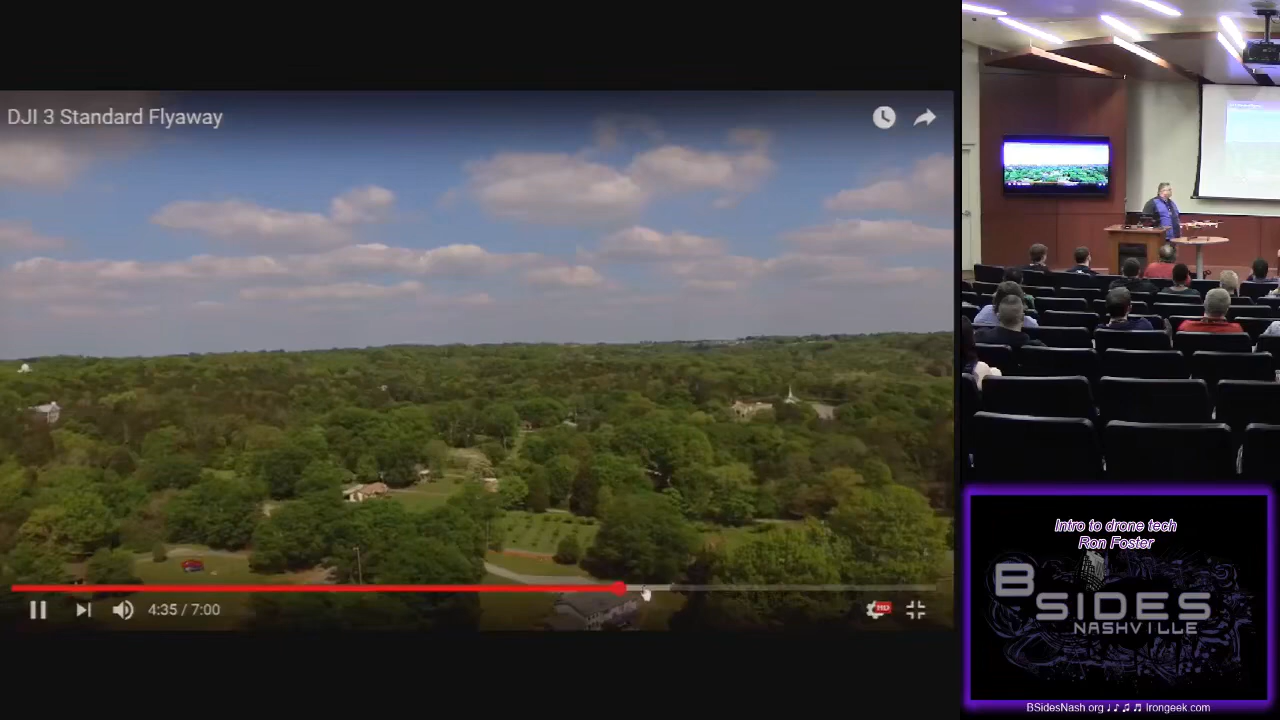 DJI 3 Standard Flyaway
4:35 / 7:00
HD
Intro to drone tech
Ron Foster
BSIDES
NASHVILLE
BSidesNash.org ♩♪♫♬ Irongeek.com